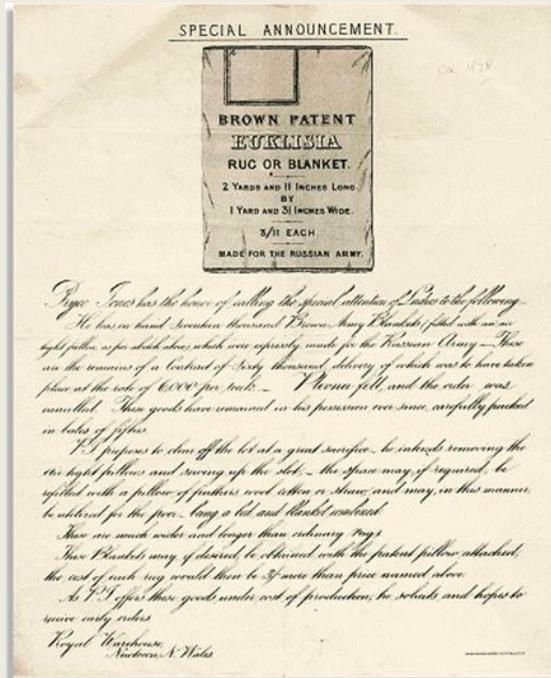 SPECIAL ANNOUNCEMENT.
ca 1878
BROWN PATENT
EUKLISIA
RUG OR BLANKET.
2 YARDS AND 11 INCHES LONG
BY
1 YARD AND 31 INCHES WIDE.
3/11 EACH.
MADE FOR THE RUSSIAN ARMY.
Pryce Jones has the honor of calling the special attention of Ladies to the following
He has on hand Seventeen thousand Brown Army Blankets (fitted with an air
tight pillow as per sketch above) which were expressly made for the Russian Army — These
are the remains of a Contract of Sixty thousand, delivery of which was to have taken
place at the rate of 6,000 per week — Plevna fell, and the order was
cancelled. These goods have remained in his possession ever since, carefully packed
in bales of fifties
P.J proposes to clear off the lot at a great sacrifice — he intends removing the
air tight pillows and sewing up the slot, — the space may, if required, be
refilled with a pillow of feathers wool cotton or straw, and may, in this manner,
be utilized for the poor — being a bed and blanket combined
These are much wider and longer than ordinary rugs
These Blankets may, if desired, be obtained with the patent pillow attached,
the cost of each rug would then be more than price named above.
As P.J offers these goods under cost of production, he solicits and hopes to
receive early orders
Royal Warehouse,
Newtown, N. Wales